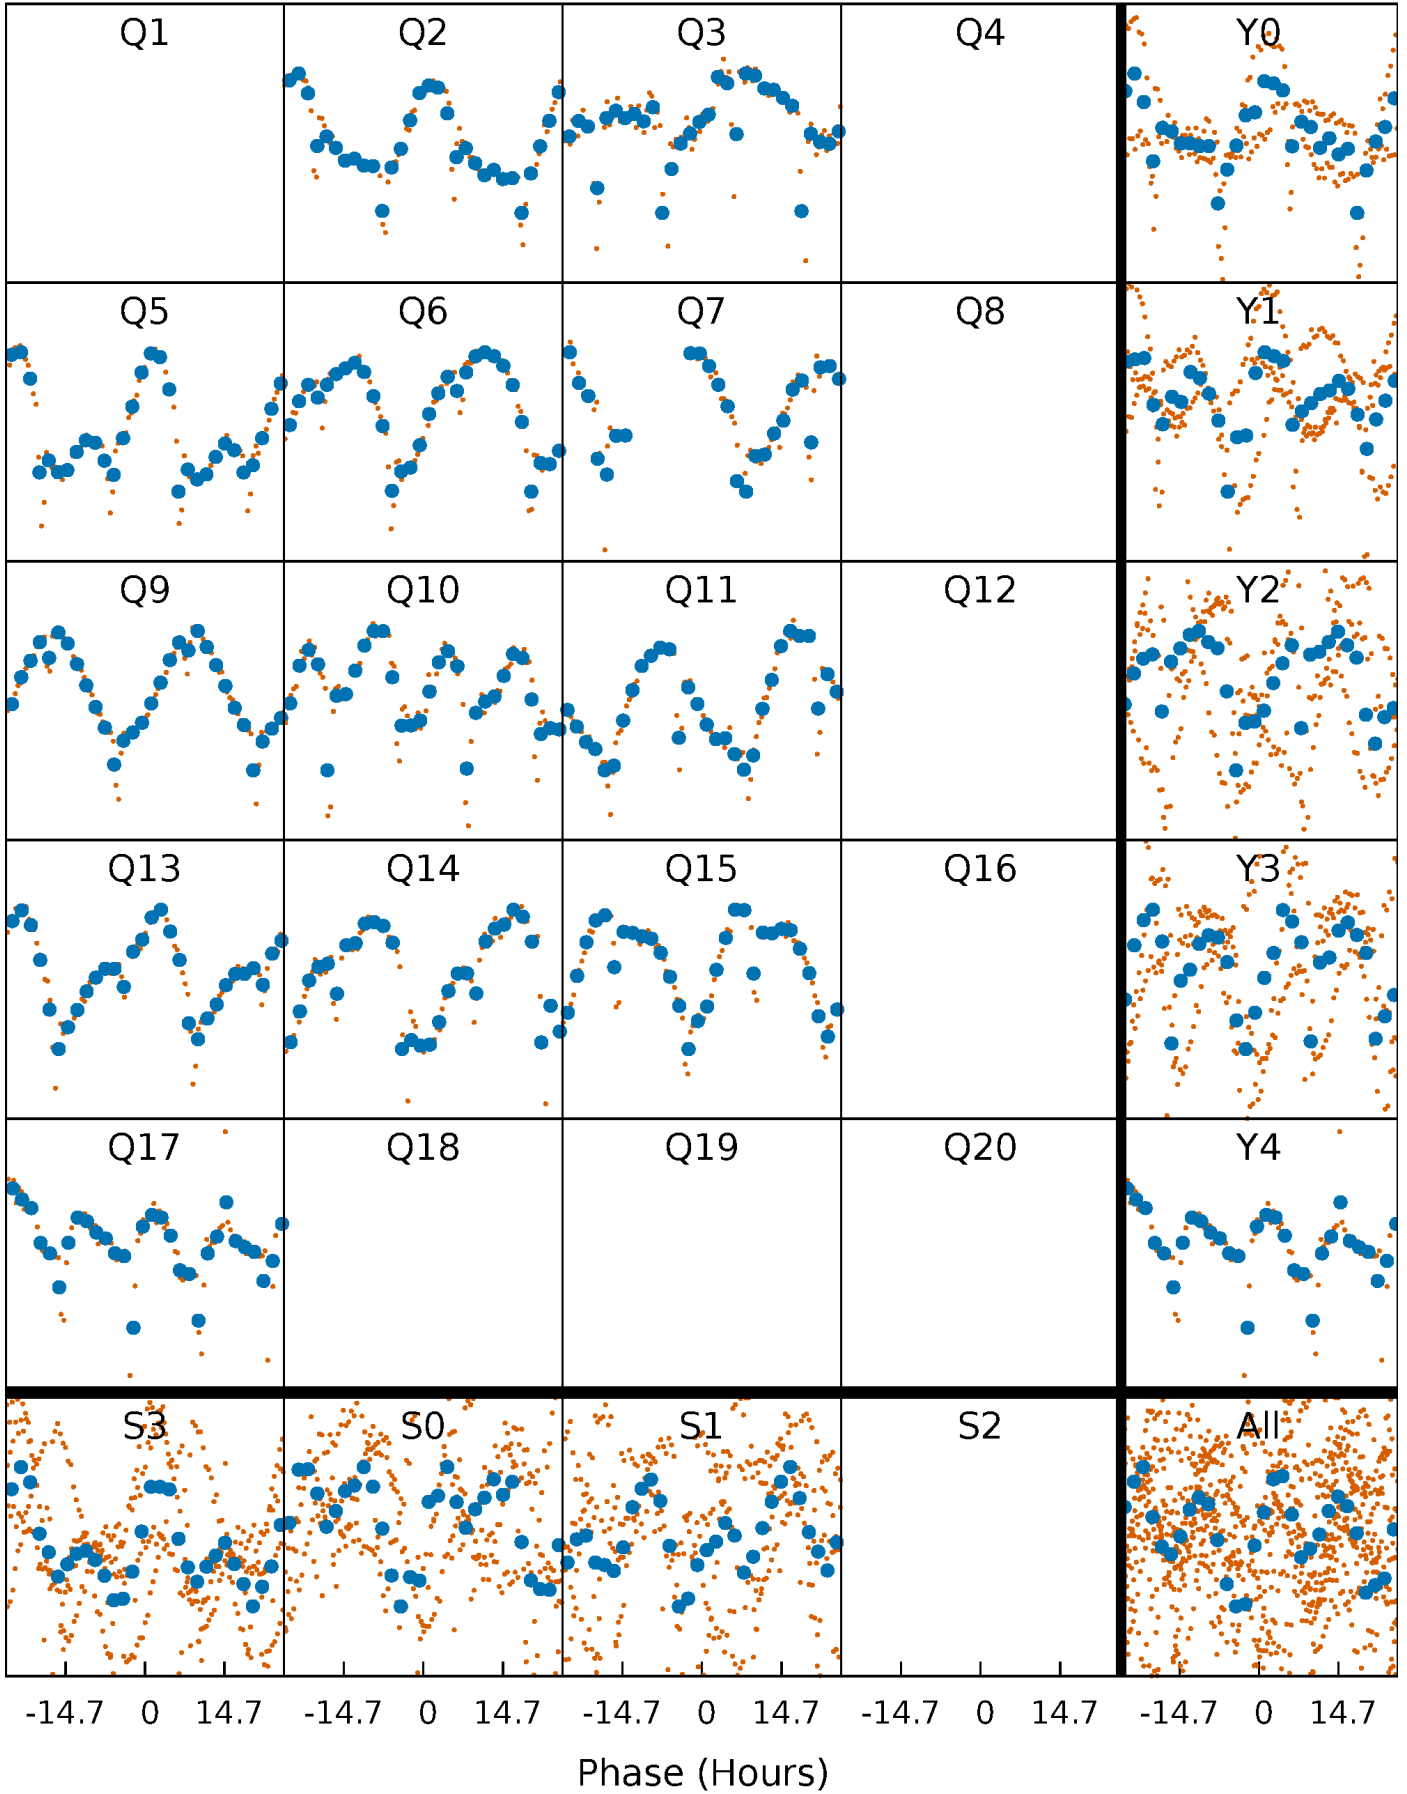 Q1 Q2 Q3 Q4 Y0
Q5 Q6 Q7 Q8 Y1
Q9 Q10 Q11 Q12 Y2
Q13 Q14 Q15 Q16 Y3
Q17 Q18 Q19 Q20 Y4
S3 S0 S1 S2 All
-14.7 0 14.7 -14.7 0 14.7 -14.7 0 14.7 -14.7 0 14.7 -14.7 0 14.7
Phase (Hours)